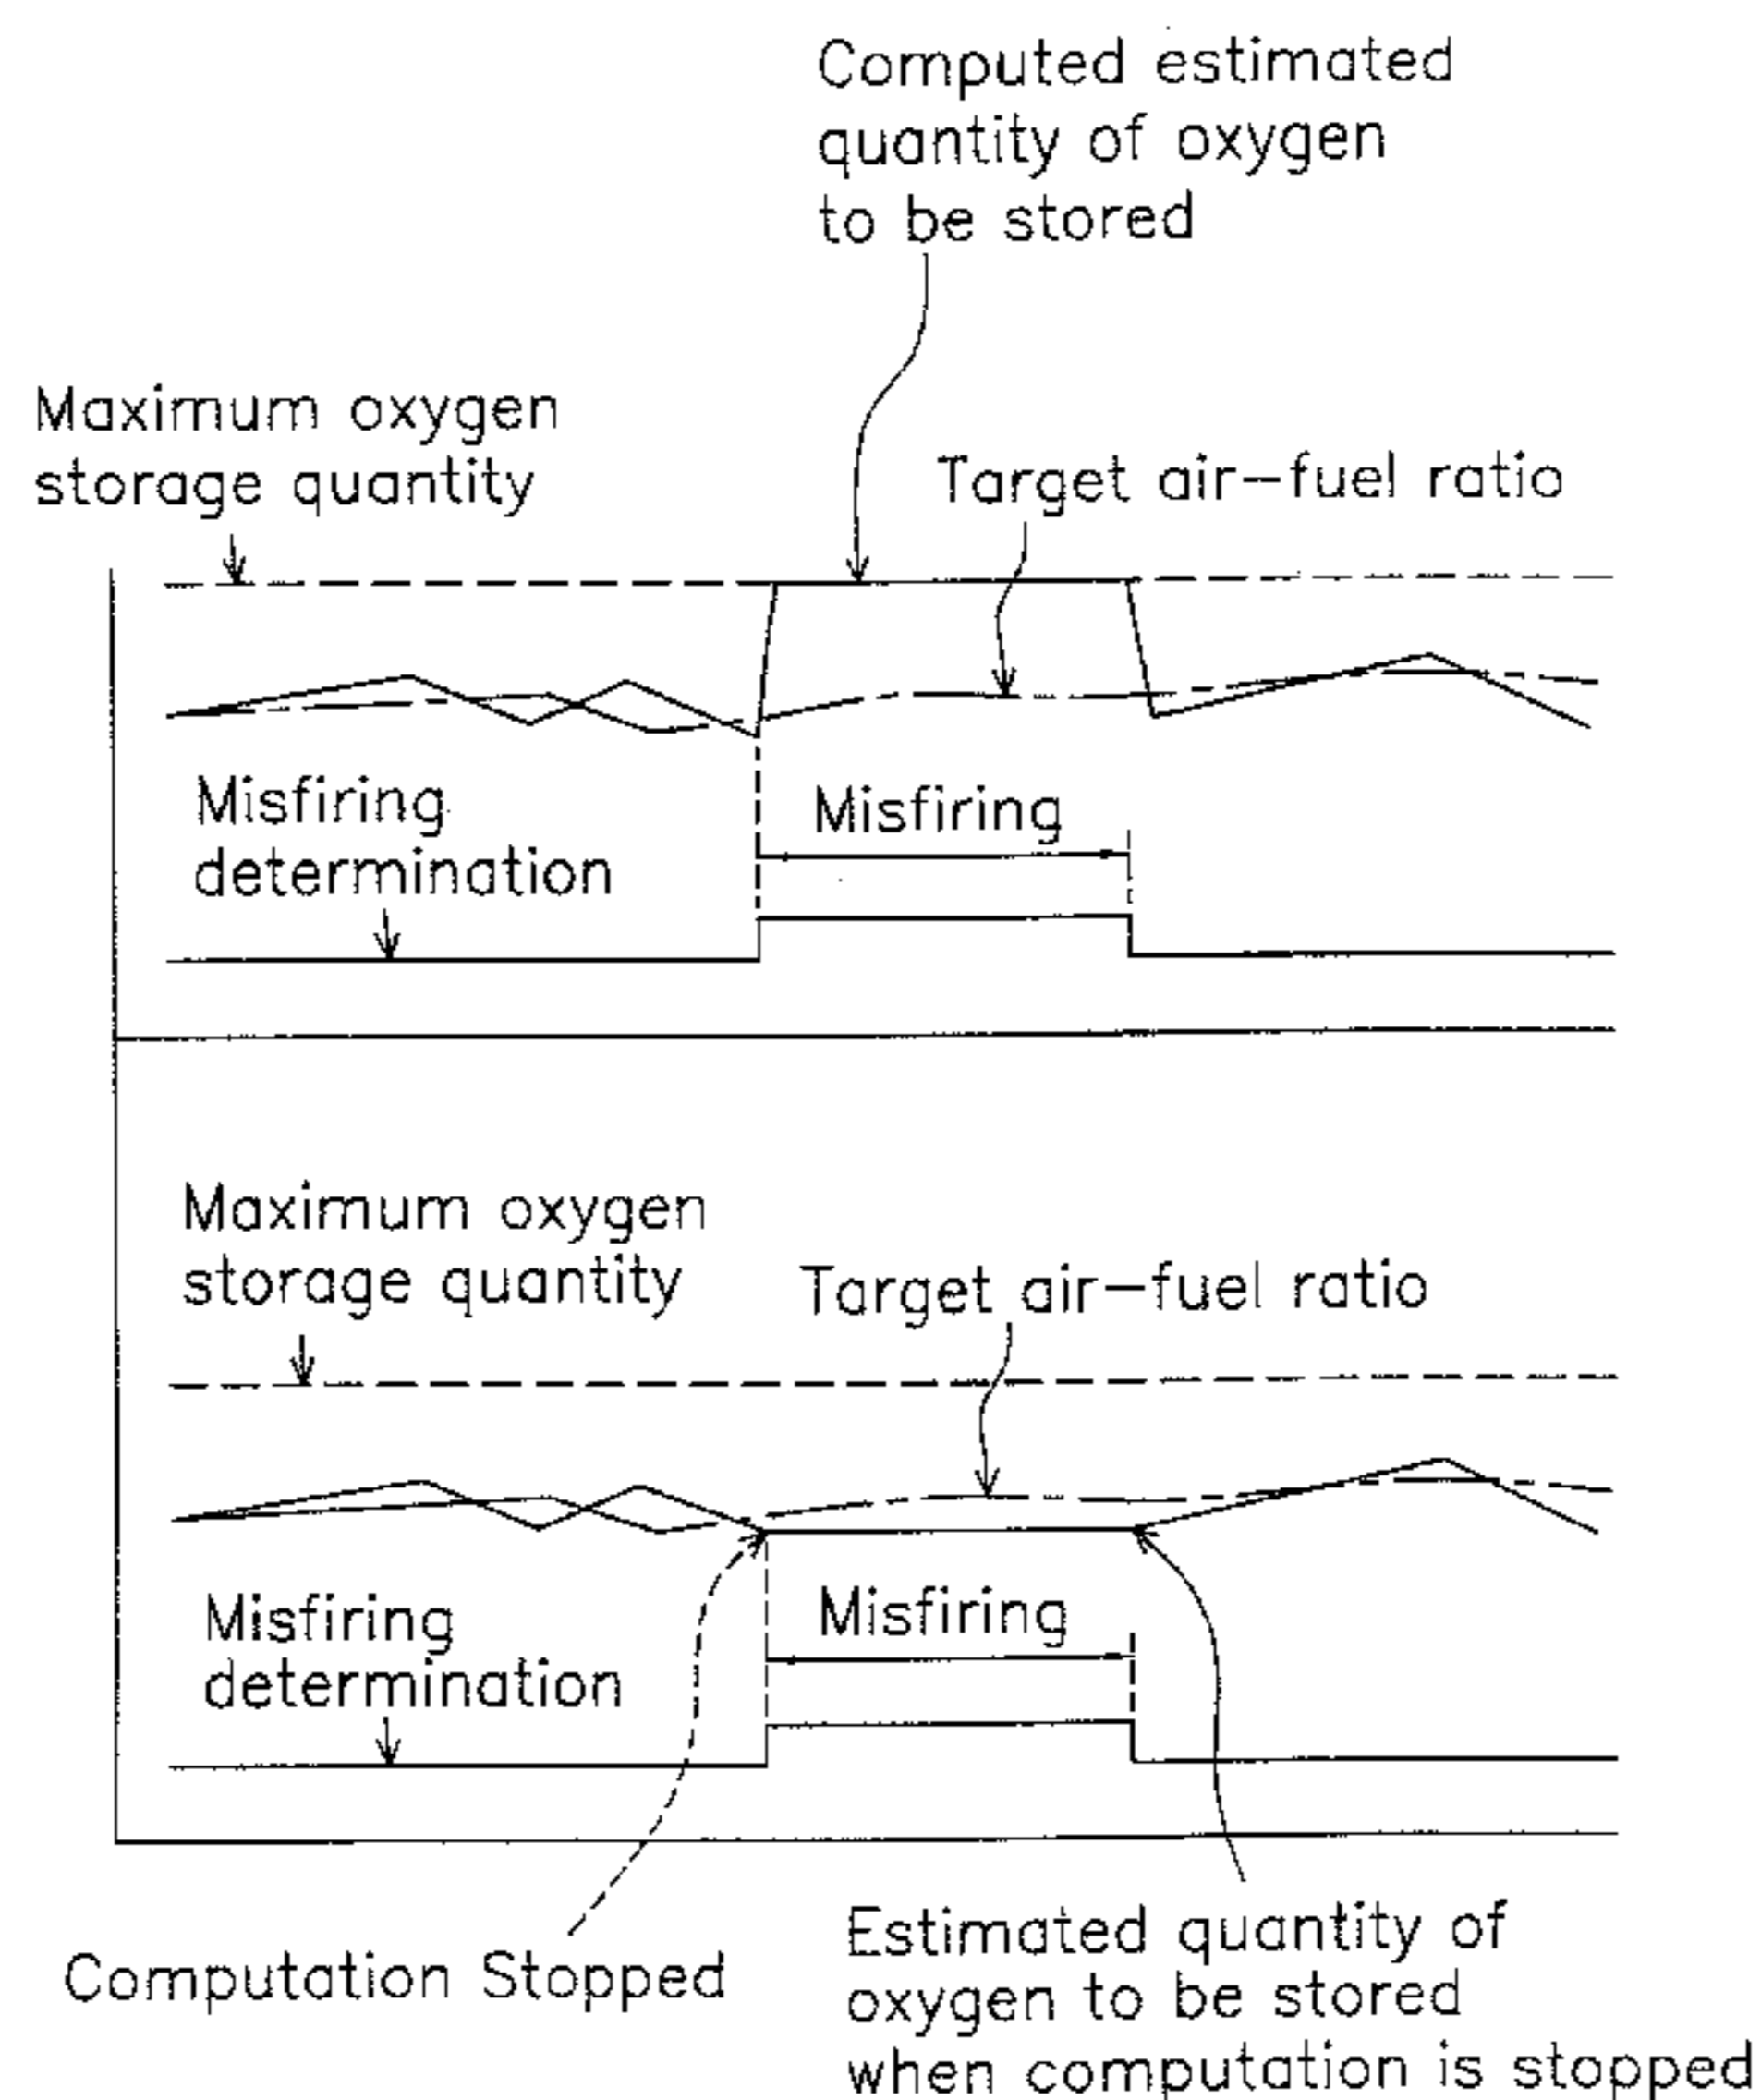 Computed estimated
quantity of oxygen
to be stored
Maximum oxygen
storage quantity
Target air-fuel ratio
Misfiring
determination
Misfiring
Maximum oxygen
storage quantity
Target air-fuel ratio
Misfiring
determination
Misfiring
Computation Stopped
Estimated quantity of
oxygen to be stored
when computation is stopped